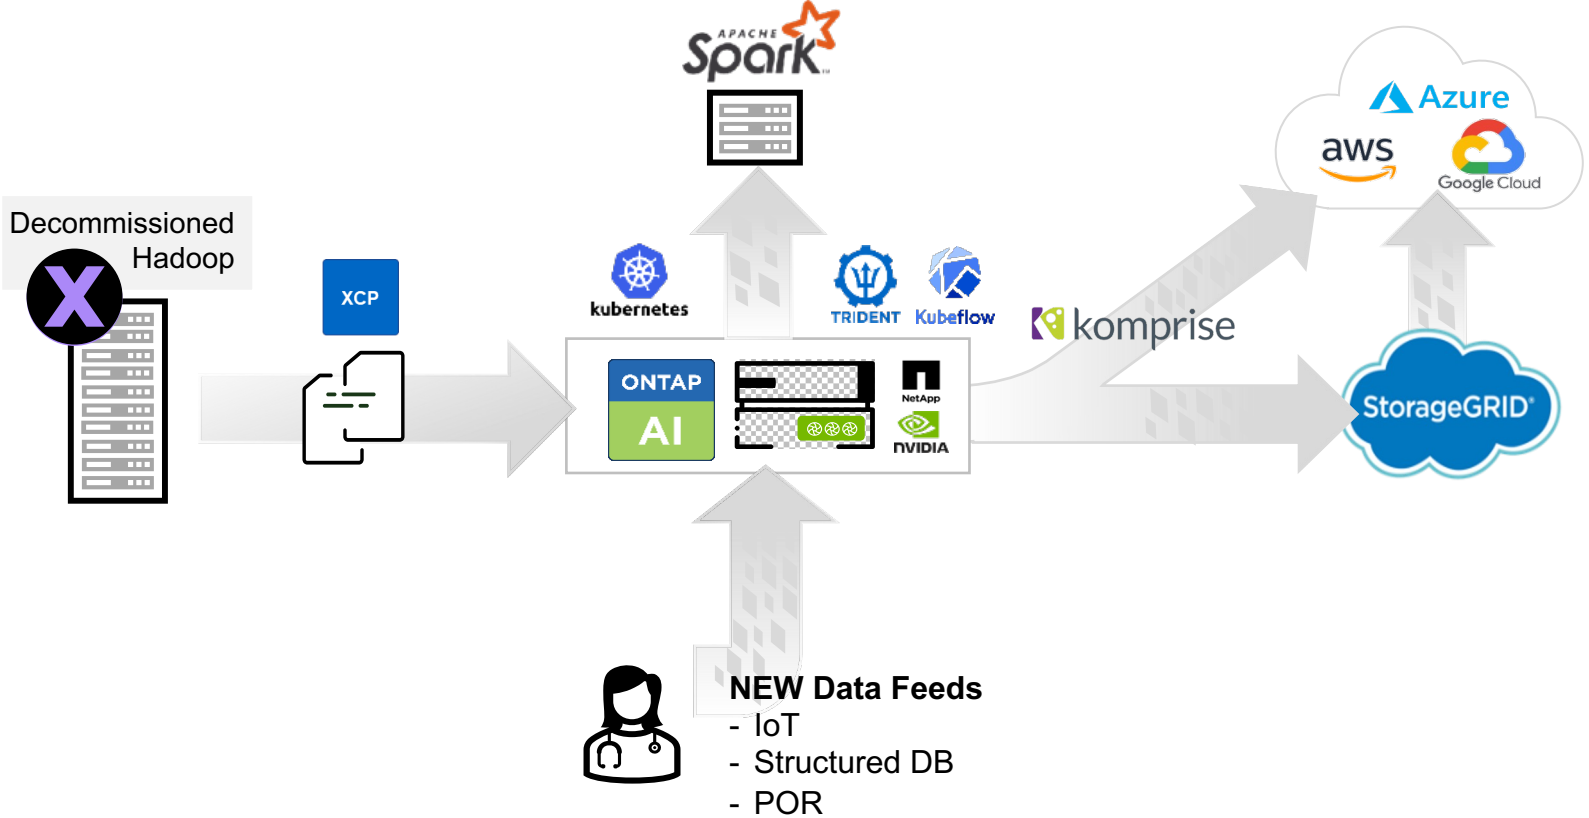 APACHE
Spark
Azure
aws
Google Cloud
Decommissioned
Hadoop
X
XCP
kubernetes
TRIDENT
Kubeflow
komprise
ONTAP
AI
NetApp
NVIDIA
StorageGRID®
NEW Data Feeds
- IoT
- Structured DB
- POR